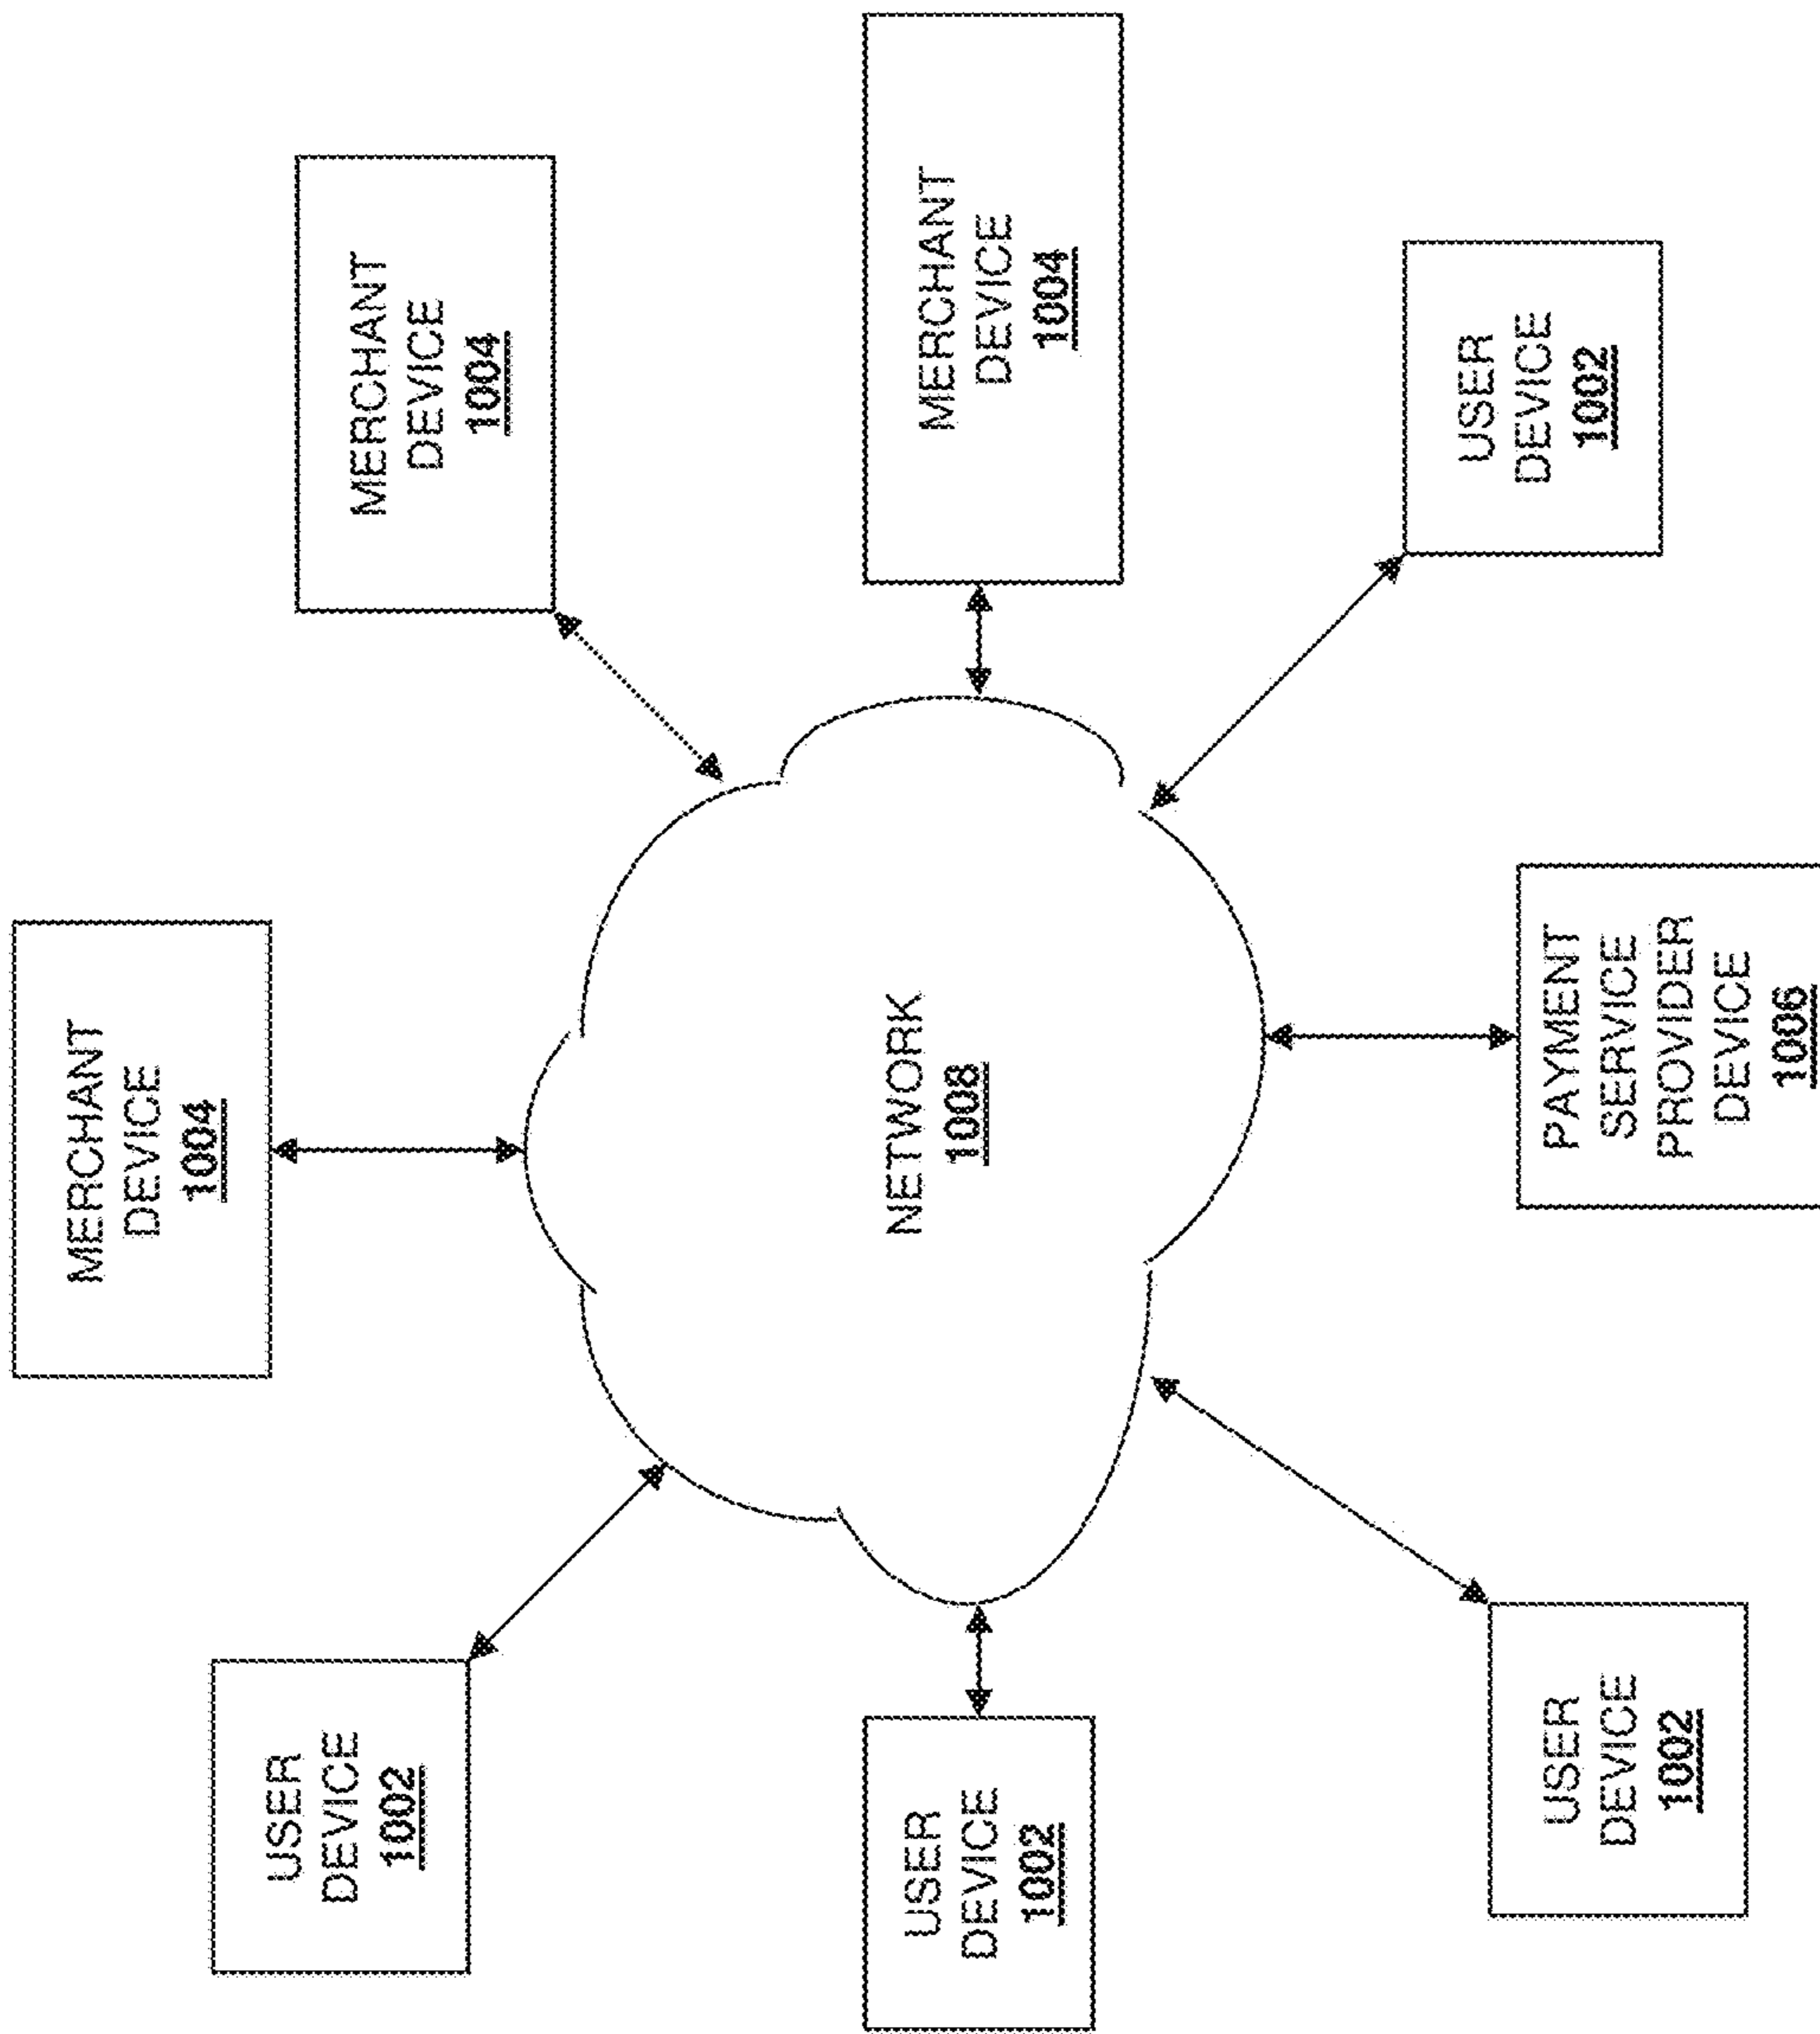 MERCHANT
DEVICE
1004
MERCHANT
DEVICE
1004
MERCHANT
DEVICE
1004
USER
DEVICE
1002
NETWORK
1008
USER
DEVICE
1002
PAYMENT
SERVICE
PROVIDER
DEVICE
1006
USER
DEVICE
1002
USER
DEVICE
1002